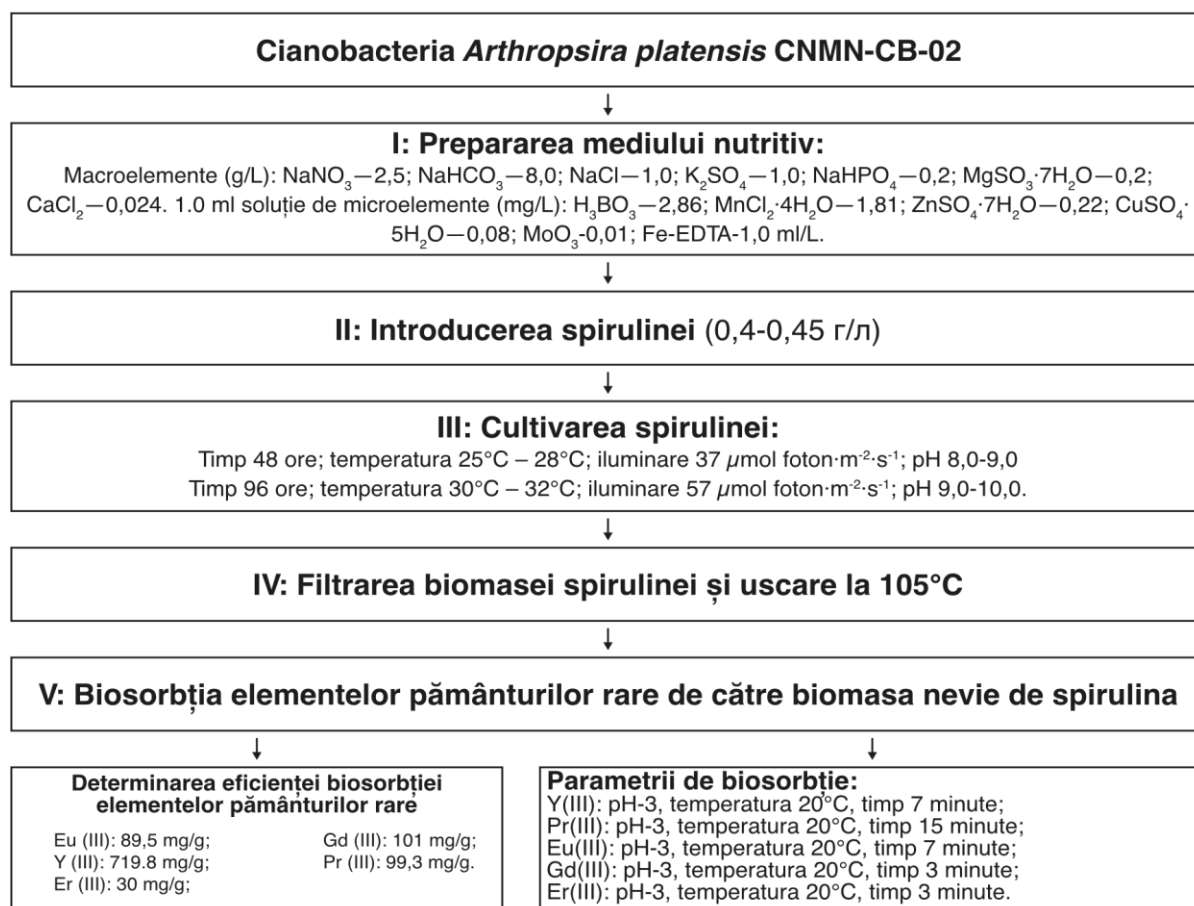 Cianobacteria Arthropsira platensis CNMN-CB-02
I: Prepararea mediului nutritiv:
Macroelemente (g/L): NaNO₃—2,5; NaHCO₃—8,0; NaCl—1,0; K₂SO₄—1,0; NaHPO₄—0,2; MgSO₃·7H₂O—0,2;
CaCl₂—0,024. 1.0 ml soluție de microelemente (mg/L): H₃BO₃—2,86; MnCl₂·4H₂O—1,81; ZnSO₄·7H₂O—0,22; CuSO₄·
5H₂O—0,08; MoO₃-0,01; Fe-EDTA-1,0 ml/L.
II: Introducerea spirulinei (0,4-0,45 г/л)
III: Cultivarea spirulinei:
Timp 48 ore; temperatura 25°C – 28°C; iluminare 37 µmol foton·m⁻²·s⁻¹; pH 8,0-9,0
Timp 96 ore; temperatura 30°C – 32°C; iluminare 57 µmol foton·m⁻²·s⁻¹; pH 9,0-10,0.
IV: Filtrarea biomasei spirulinei și uscare la 105°C
V: Biosorbția elementelor pământurilor rare de către biomasa nevie de spirulina
Determinarea eficienței biosorbției
elementelor pământurilor rare
Eu (III): 89,5 mg/g; Gd (III): 101 mg/g;
Y (III): 719.8 mg/g; Pr (III): 99,3 mg/g.
Er (III): 30 mg/g;
Parametrii de biosorbție:
Y(III): pH-3, temperatura 20°C, timp 7 minute;
Pr(III): pH-3, temperatura 20°C, timp 15 minute;
Eu(III): pH-3, temperatura 20°C, timp 7 minute;
Gd(III): pH-3, temperatura 20°C, timp 3 minute;
Er(III): pH-3, temperatura 20°C, timp 3 minute.